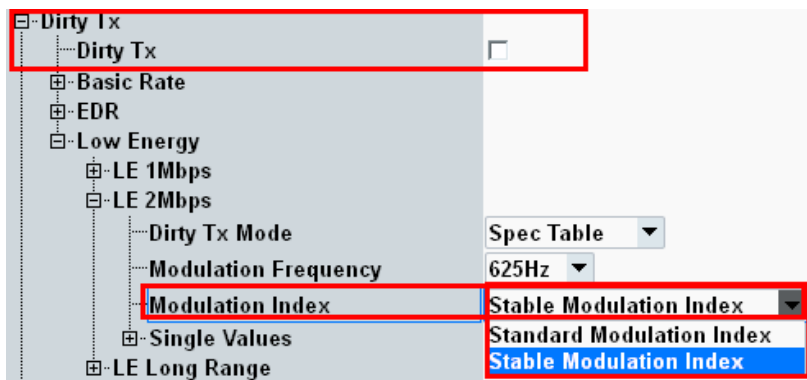 Dirty Tx
Dirty Tx
Basic Rate
EDR
Low Energy
LE 1Mbps
LE 2Mbps
Dirty Tx Mode Spec Table
Modulation Frequency 625Hz
Modulation Index Stable Modulation Index
Standard Modulation Index
Single Values
Stable Modulation Index
LE Long Range